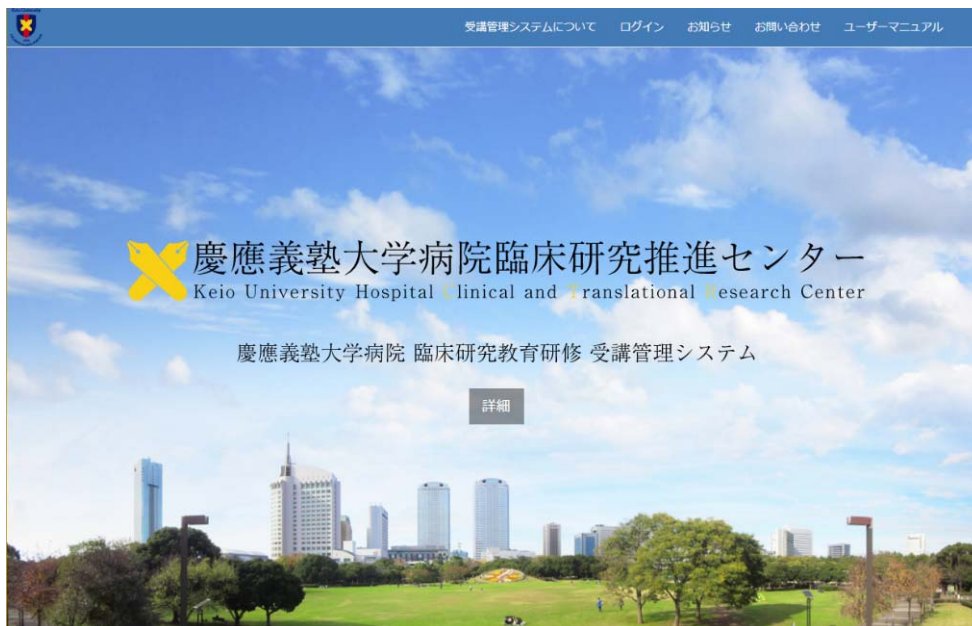 受講管理システムについて ログイン お知らせ お問い合わせ ユーザーマニュアル
慶應義塾大学病院臨床研究推進センター
Keio University Hospital Clinical and Translational Research Center
慶應義塾大学病院 臨床研究教育研修 受講管理システム
詳細